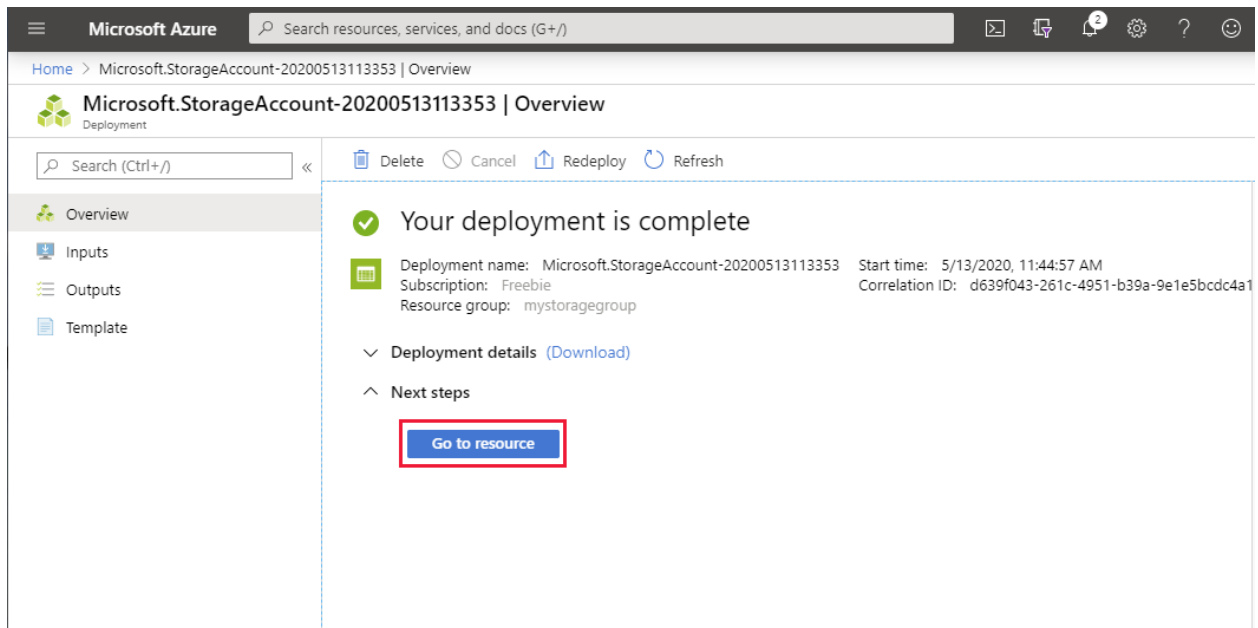 Microsoft Azure
Search resources, services, and docs (G+/)
2
Home > Microsoft.StorageAccount-20200513113353 | Overview
Microsoft.StorageAccount-20200513113353 | Overview
Deployment
Search (Ctrl+/)
«
Delete
Cancel
Redeploy
Refresh
Overview
Inputs
Outputs
Template
Your deployment is complete
Deployment name: Microsoft.StorageAccount-20200513113353
Subscription: Freebie
Resource group: mystoragegroup
Start time: 5/13/2020, 11:44:57 AM
Correlation ID: d639f043-261c-4951-b39a-9e1e5bcdc4a1
Deployment details (Download)
Next steps
Go to resource